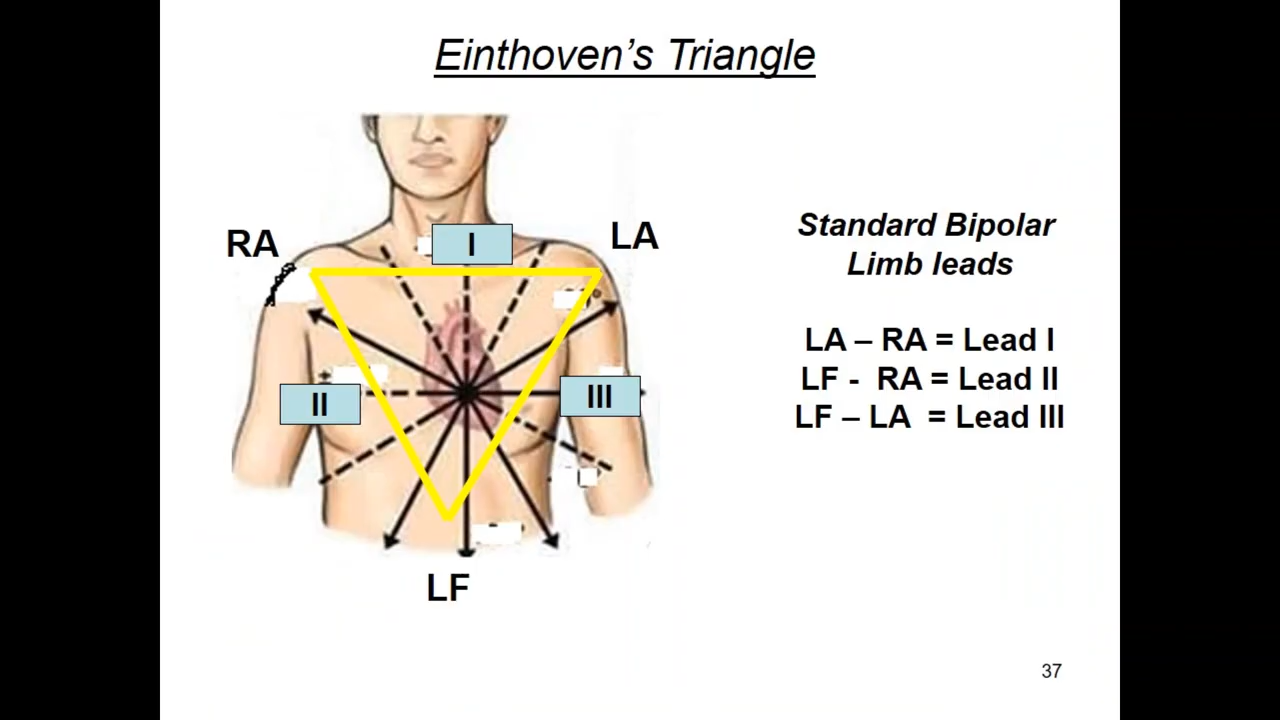 Einthoven's Triangle
RA
I
LA
II
III
LF
Standard Bipolar
Limb leads
LA – RA = Lead I
LF - RA = Lead II
LF – LA = Lead III
37